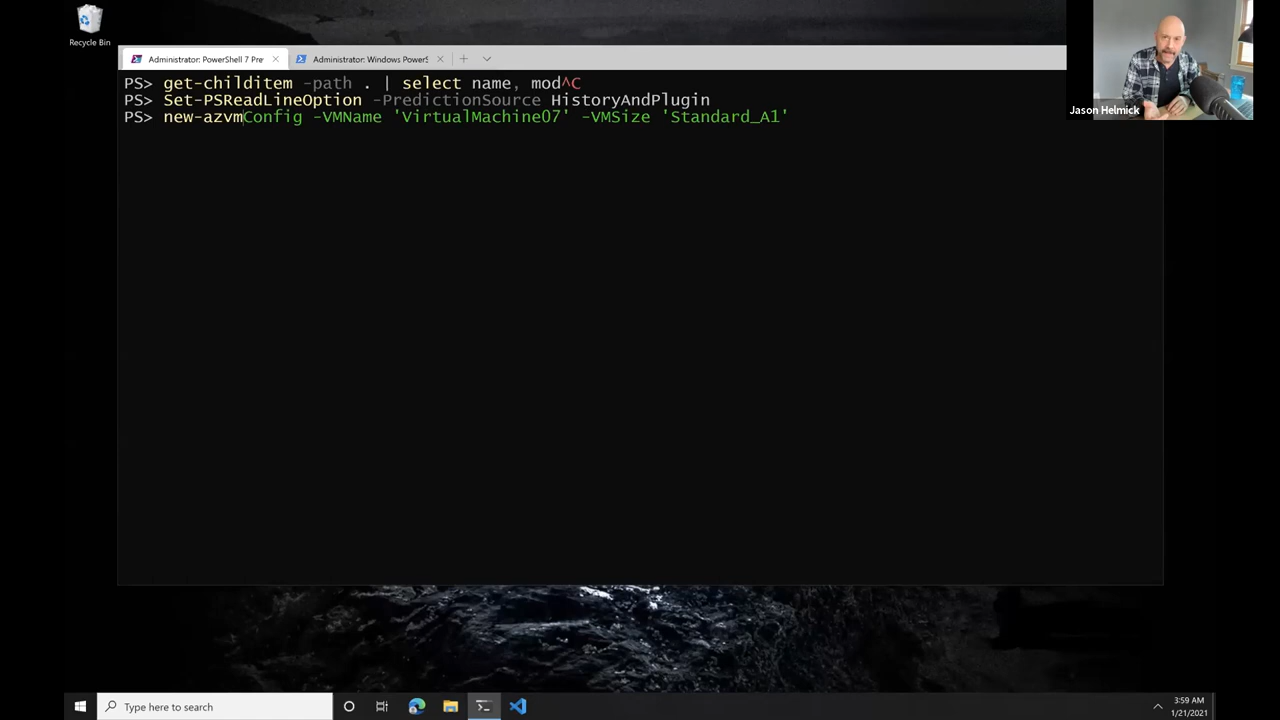 Recycle Bin
Administrator: PowerShell 7 Pre
Administrator: Windows PowerS
Jason Helmick
PS> get-childitem -path . | select name, mod^C
PS> Set-PSReadLineOption -PredictionSource HistoryAndPlugin
PS> new-azvmConfig -VMName 'VirtualMachine07' -VMSize 'Standard_A1'
Type here to search
3:59 AM
1/21/2021